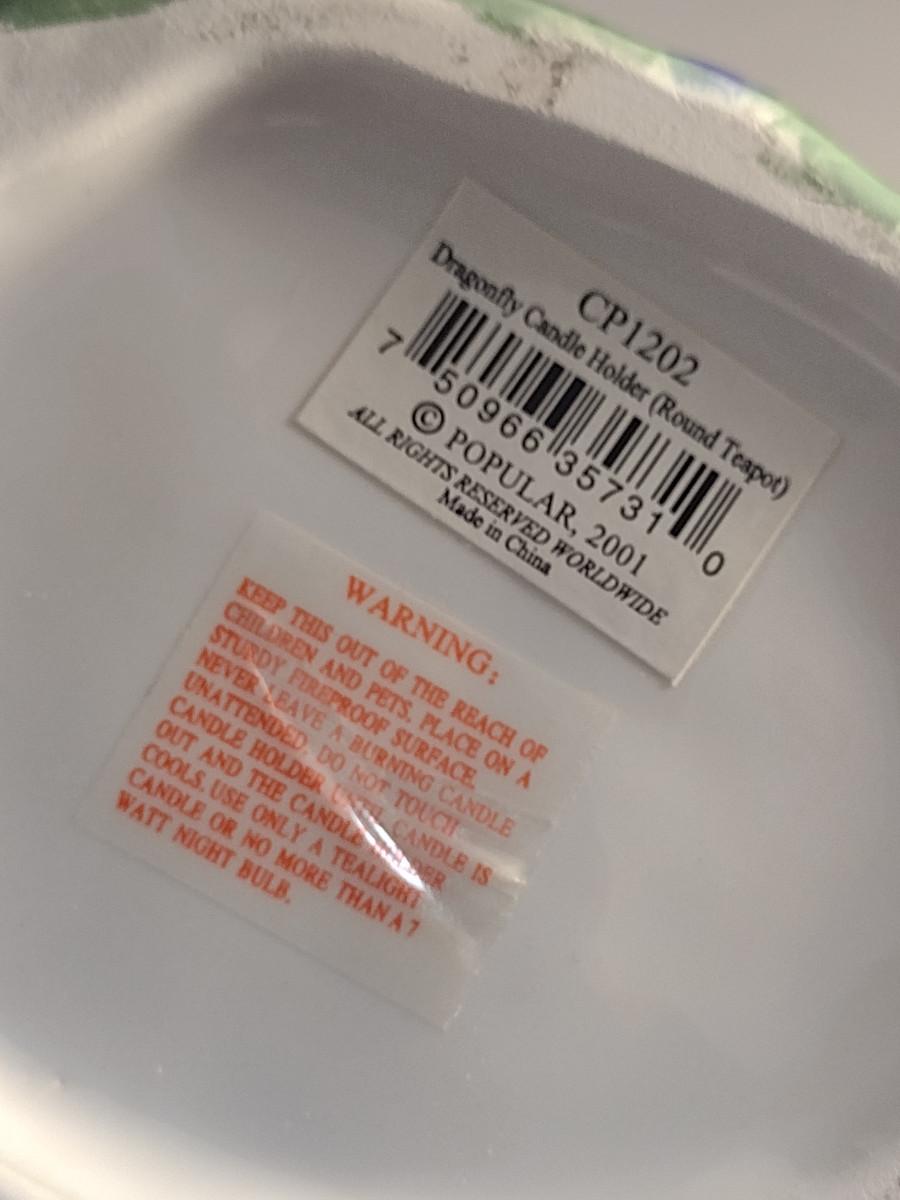 CP1202
Dragonfly Candle Holder (Round Teapot)
7 50966 35731 0
© POPULAR, 2001
ALL RIGHTS RESERVED WORLDWIDE
Made in China
WARNING:
KEEP THIS OUT OF THE REACH OF
CHILDREN AND PETS. PLACE ON A
STURDY FIREPROOF SURFACE.
NEVER LEAVE A BURNING CANDLE
UNATTENDED. DO NOT TOUCH
CANDLE HOLDER UNTIL CANDLE IS
OUT AND THE CANDLE HOLDER
COOLS. USE ONLY A TEALIGHT
CANDLE OR NO MORE THAN A 7
WATT NIGHT BULB.